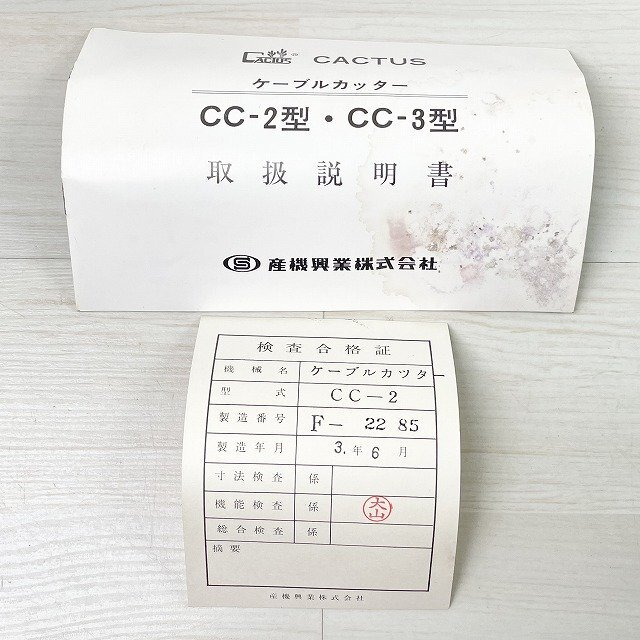 CACTUS ® CACTUS
ケーブルカッター
CC-2型・CC-3型
取扱説明書
S 産機興業株式会社
検査合格証
機械名 ケーブルカッター
型式 CC-2
製造番号 F- 22 85
製造年月 3.年6月
寸法検査 係
機能検査 係 大山
総合検査 係
摘要
産機興業株式会社